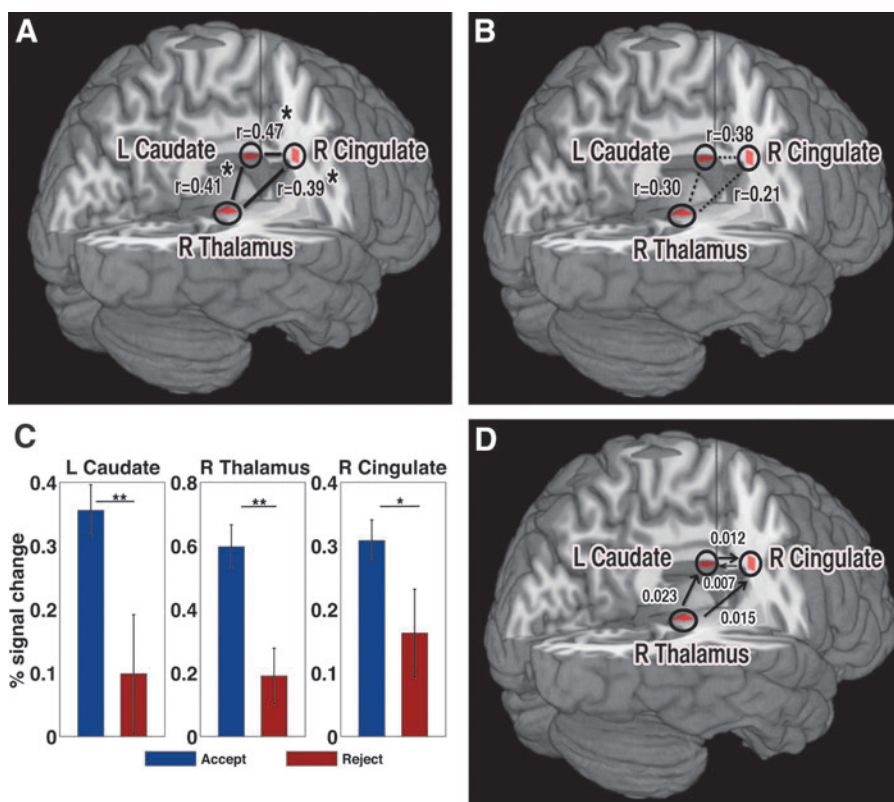 A
r=0.47
*
L Caudate
R Cingulate
r=0.41
*
r=0.39
*
R Thalamus
B
r=0.38
L Caudate
R Cingulate
r=0.30
r=0.21
R Thalamus
C
L Caudate
R Thalamus
R Cingulate
% signal change
0.4
0.3
0.2
0.1
0
**
0.8
0.6
0.4
0.2
0
**
0.4
0.3
0.2
0.1
0
*
Accept
Reject
D
0.012
L Caudate
R Cingulate
0.007
0.023
0.015
R Thalamus